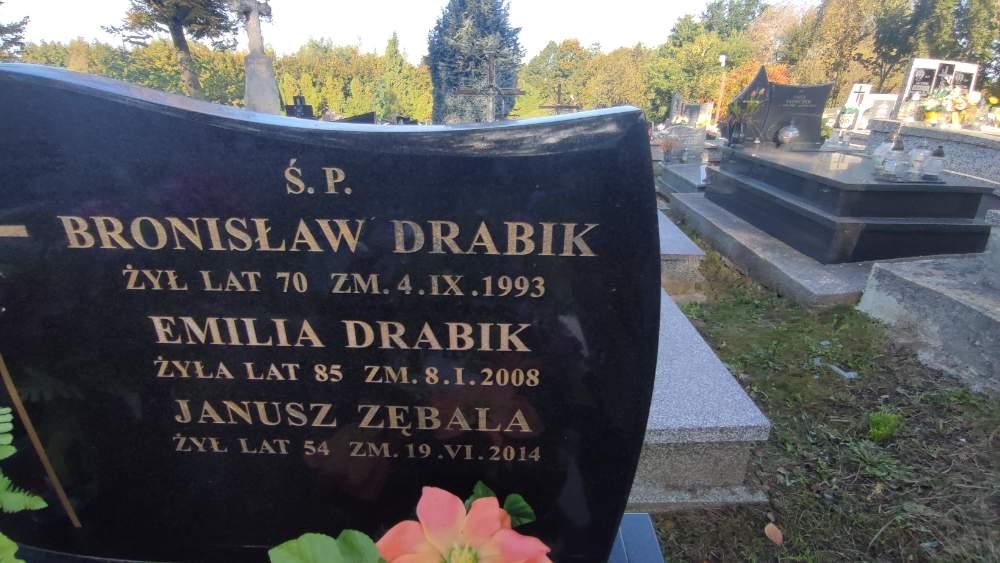 Ś. P.
BRONISŁAW DRABIK
ŻYŁ LAT 70 ZM. 4.IX.1993
EMILIA DRABIK
ŻYŁA LAT 85 ZM. 8.I.2008
JANUSZ ZĘBALA
ŻYŁ LAT 54 ZM. 19.VI.2014